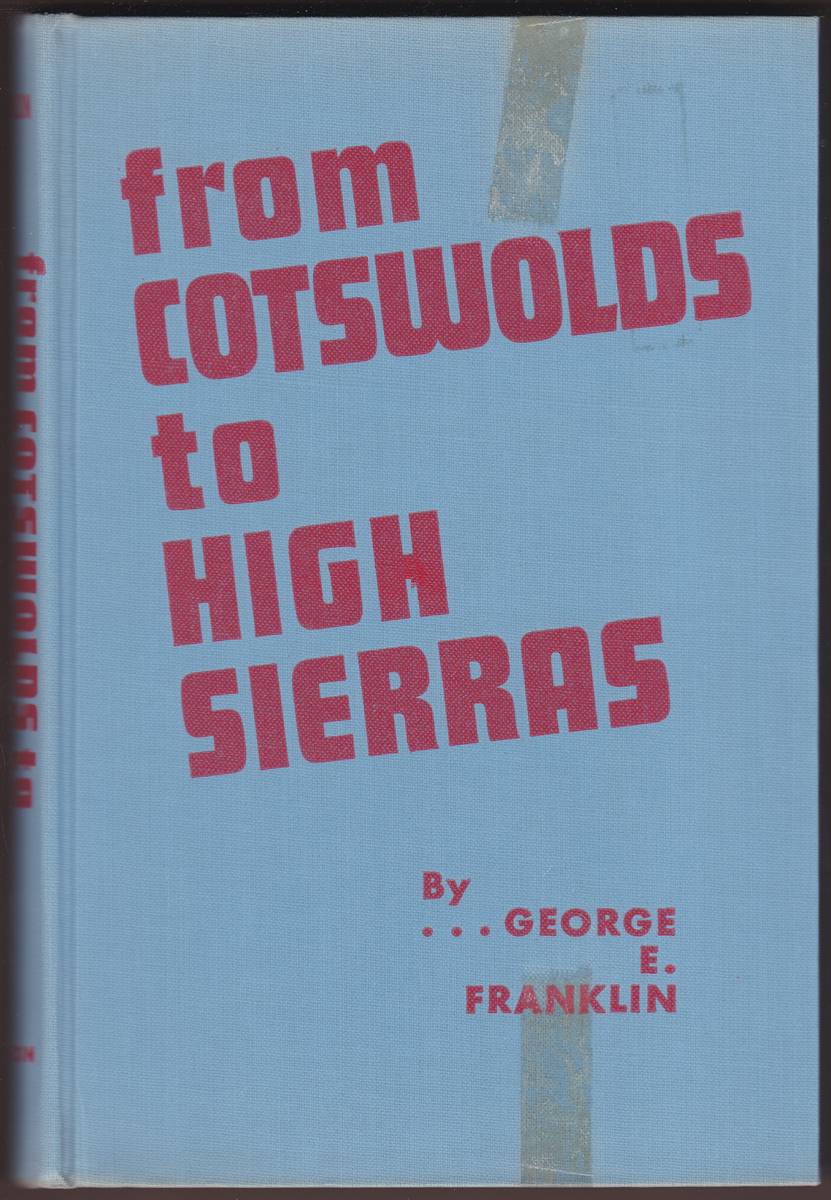 from
COTSWOLDS
to
HIGH
SIERRAS
By
...GEORGE
E.
FRANKLIN
from COTSWOLDS to